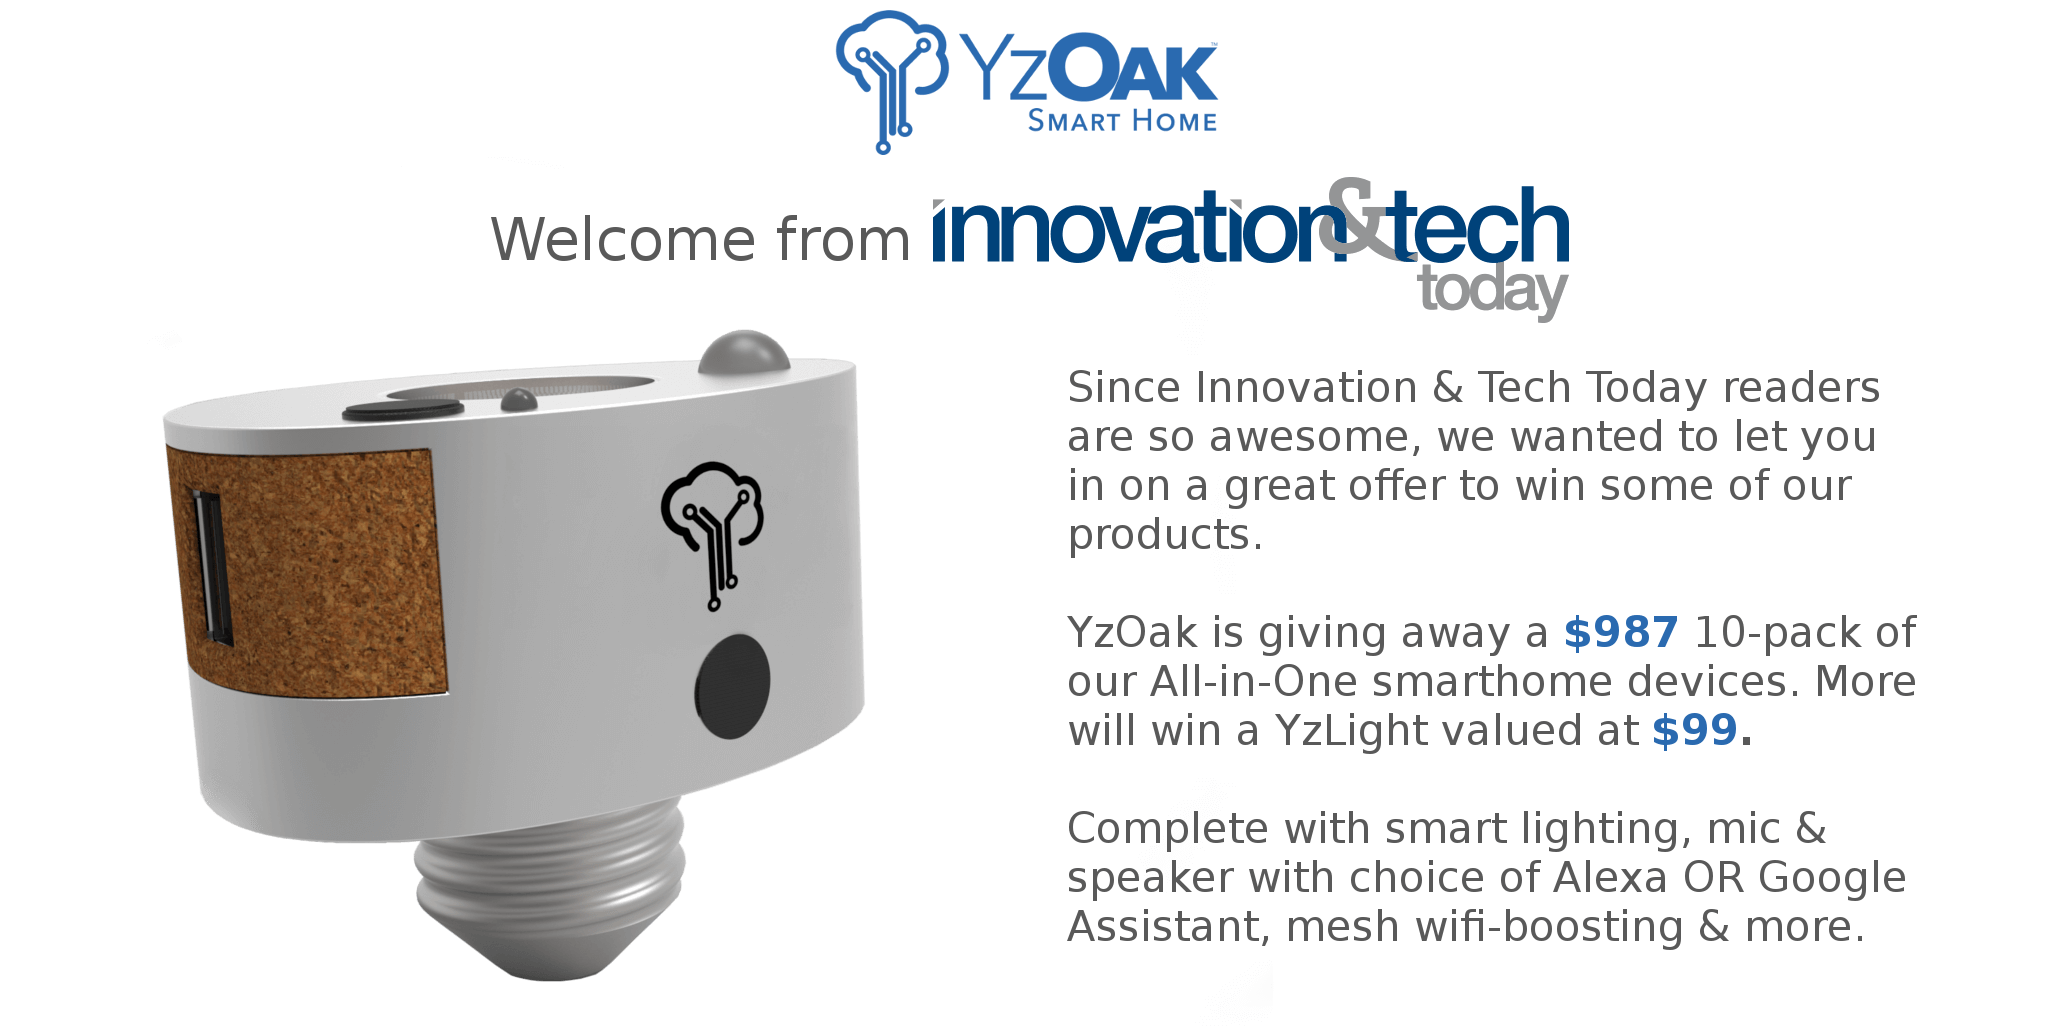 YzOAK™
SMART HOME
Welcome from innovation&tech
today
Since Innovation & Tech Today readers
are so awesome, we wanted to let you
in on a great offer to win some of our
products.
YzOak is giving away a $987 10-pack of
our All-in-One smarthome devices. More
will win a YzLight valued at $99.
Complete with smart lighting, mic &
speaker with choice of Alexa OR Google
Assistant, mesh wifi-boosting & more.